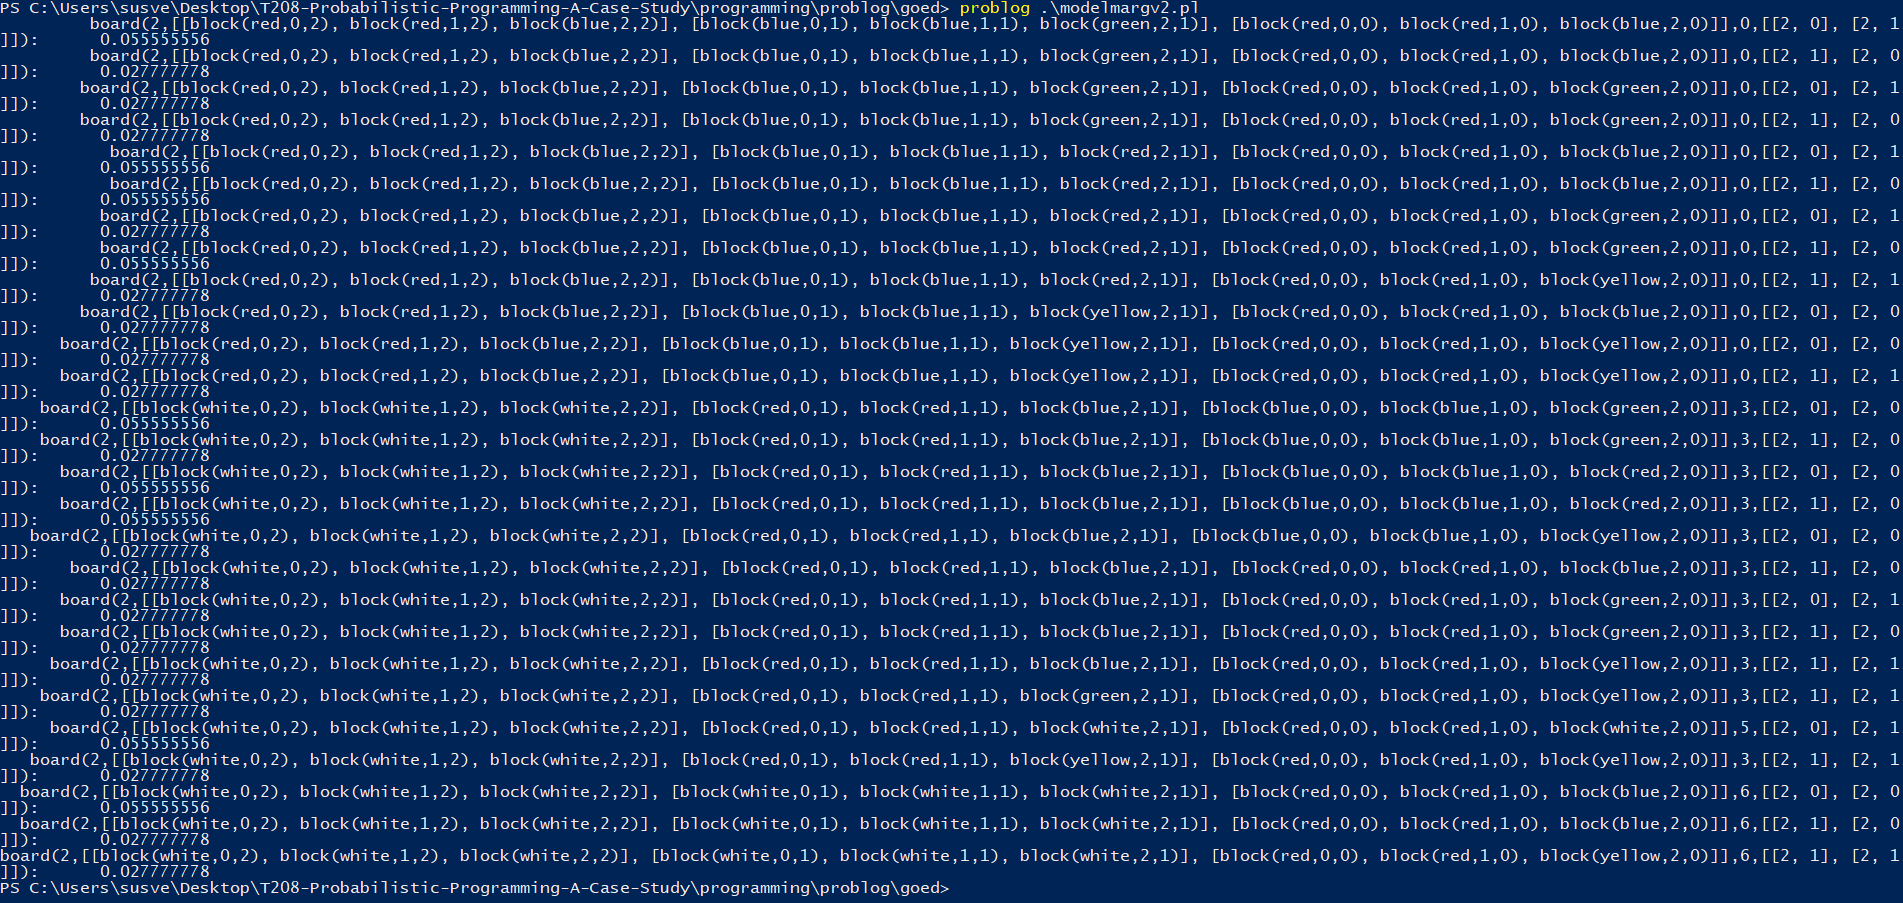 PS C:\Users\susve\Desktop\T208-Probabilistic-Programming-A-Case-Study\programming\problog\goed> problog .\modelmargv2.pl
board(2,[[block(red,0,2), block(red,1,2), block(blue,2,2)], [block(blue,0,1), block(blue,1,1), block(green,2,1)], [block(red,0,0), block(red,1,0), block(blue,2,0)]],0,[[2, 0], [2, 1
]]): 0.055555556
board(2,[[block(red,0,2), block(red,1,2), block(blue,2,2)], [block(blue,0,1), block(blue,1,1), block(green,2,1)], [block(red,0,0), block(red,1,0), block(blue,2,0)]],0,[[2, 1], [2, 0
]]): 0.027777778
board(2,[[block(red,0,2), block(red,1,2), block(blue,2,2)], [block(blue,0,1), block(blue,1,1), block(green,2,1)], [block(red,0,0), block(red,1,0), block(green,2,0)]],0,[[2, 0], [2, 1
]]): 0.027777778
board(2,[[block(red,0,2), block(red,1,2), block(blue,2,2)], [block(blue,0,1), block(blue,1,1), block(green,2,1)], [block(red,0,0), block(red,1,0), block(green,2,0)]],0,[[2, 1], [2, 0
]]): 0.027777778
board(2,[[block(red,0,2), block(red,1,2), block(blue,2,2)], [block(blue,0,1), block(blue,1,1), block(red,2,1)], [block(red,0,0), block(red,1,0), block(blue,2,0)]],0,[[2, 0], [2, 1
]]): 0.055555556
board(2,[[block(red,0,2), block(red,1,2), block(blue,2,2)], [block(blue,0,1), block(blue,1,1), block(red,2,1)], [block(red,0,0), block(red,1,0), block(blue,2,0)]],0,[[2, 1], [2, 0
]]): 0.055555556
board(2,[[block(red,0,2), block(red,1,2), block(blue,2,2)], [block(blue,0,1), block(blue,1,1), block(red,2,1)], [block(red,0,0), block(red,1,0), block(green,2,0)]],0,[[2, 0], [2, 1
]]): 0.027777778
board(2,[[block(red,0,2), block(red,1,2), block(blue,2,2)], [block(blue,0,1), block(blue,1,1), block(red,2,1)], [block(red,0,0), block(red,1,0), block(green,2,0)]],0,[[2, 1], [2, 0
]]): 0.055555556
board(2,[[block(red,0,2), block(red,1,2), block(blue,2,2)], [block(blue,0,1), block(blue,1,1), block(red,2,1)], [block(red,0,0), block(red,1,0), block(yellow,2,0)]],0,[[2, 1], [2, 1
]]): 0.027777778
board(2,[[block(red,0,2), block(red,1,2), block(blue,2,2)], [block(blue,0,1), block(blue,1,1), block(yellow,2,1)], [block(red,0,0), block(red,1,0), block(blue,2,0)]],0,[[2, 0], [2, 0
]]): 0.027777778
board(2,[[block(red,0,2), block(red,1,2), block(blue,2,2)], [block(blue,0,1), block(blue,1,1), block(yellow,2,1)], [block(red,0,0), block(red,1,0), block(yellow,2,0)]],0,[[2, 0], [2, 0
]]): 0.027777778
board(2,[[block(red,0,2), block(red,1,2), block(blue,2,2)], [block(blue,0,1), block(blue,1,1), block(yellow,2,1)], [block(red,0,0), block(red,1,0), block(yellow,2,0)]],0,[[2, 1], [2, 1
]]): 0.027777778
board(2,[[block(white,0,2), block(white,1,2), block(white,2,2)], [block(red,0,1), block(red,1,1), block(blue,2,1)], [block(blue,0,0), block(blue,1,0), block(green,2,0)]],3,[[2, 0], [2, 0
]]): 0.055555556
board(2,[[block(white,0,2), block(white,1,2), block(white,2,2)], [block(red,0,1), block(red,1,1), block(blue,2,1)], [block(blue,0,0), block(blue,1,0), block(green,2,0)]],3,[[2, 1], [2, 0
]]): 0.027777778
board(2,[[block(white,0,2), block(white,1,2), block(white,2,2)], [block(red,0,1), block(red,1,1), block(blue,2,1)], [block(blue,0,0), block(blue,1,0), block(red,2,0)]],3,[[2, 0], [2, 0
]]): 0.055555556
board(2,[[block(white,0,2), block(white,1,2), block(white,2,2)], [block(red,0,1), block(red,1,1), block(blue,2,1)], [block(blue,0,0), block(blue,1,0), block(red,2,0)]],3,[[2, 1], [2, 0
]]): 0.055555556
board(2,[[block(white,0,2), block(white,1,2), block(white,2,2)], [block(red,0,1), block(red,1,1), block(blue,2,1)], [block(blue,0,0), block(blue,1,0), block(yellow,2,0)]],3,[[2, 0], [2, 0
]]): 0.027777778
board(2,[[block(white,0,2), block(white,1,2), block(white,2,2)], [block(red,0,1), block(red,1,1), block(blue,2,1)], [block(red,0,0), block(red,1,0), block(blue,2,0)]],3,[[2, 1], [2, 0
]]): 0.027777778
board(2,[[block(white,0,2), block(white,1,2), block(white,2,2)], [block(red,0,1), block(red,1,1), block(blue,2,1)], [block(red,0,0), block(red,1,0), block(green,2,0)]],3,[[2, 0], [2, 1
]]): 0.027777778
board(2,[[block(white,0,2), block(white,1,2), block(white,2,2)], [block(red,0,1), block(red,1,1), block(blue,2,1)], [block(red,0,0), block(red,1,0), block(green,2,0)]],3,[[2, 1], [2, 0
]]): 0.027777778
board(2,[[block(white,0,2), block(white,1,2), block(white,2,2)], [block(red,0,1), block(red,1,1), block(blue,2,1)], [block(red,0,0), block(red,1,0), block(yellow,2,0)]],3,[[2, 1], [2, 1
]]): 0.027777778
board(2,[[block(white,0,2), block(white,1,2), block(white,2,2)], [block(red,0,1), block(red,1,1), block(green,2,1)], [block(red,0,0), block(red,1,0), block(yellow,2,0)]],3,[[2, 1], [2, 1
]]): 0.027777778
board(2,[[block(white,0,2), block(white,1,2), block(white,2,2)], [block(red,0,1), block(red,1,1), block(white,2,1)], [block(red,0,0), block(red,1,0), block(white,2,0)]],5,[[2, 0], [2, 1
]]): 0.055555556
board(2,[[block(white,0,2), block(white,1,2), block(white,2,2)], [block(red,0,1), block(red,1,1), block(yellow,2,1)], [block(red,0,0), block(red,1,0), block(yellow,2,0)]],3,[[2, 1], [2, 1
]]): 0.027777778
board(2,[[block(white,0,2), block(white,1,2), block(white,2,2)], [block(white,0,1), block(white,1,1), block(white,2,1)], [block(red,0,0), block(red,1,0), block(blue,2,0)]],6,[[2, 0], [2, 0
]]): 0.055555556
board(2,[[block(white,0,2), block(white,1,2), block(white,2,2)], [block(white,0,1), block(white,1,1), block(white,2,1)], [block(red,0,0), block(red,1,0), block(blue,2,0)]],6,[[2, 1], [2, 0
]]): 0.027777778
board(2,[[block(white,0,2), block(white,1,2), block(white,2,2)], [block(white,0,1), block(white,1,1), block(white,2,1)], [block(red,0,0), block(red,1,0), block(yellow,2,0)]],6,[[2, 1], [2, 1
]]): 0.027777778
PS C:\Users\susve\Desktop\T208-Probabilistic-Programming-A-Case-Study\programming\problog\goed>